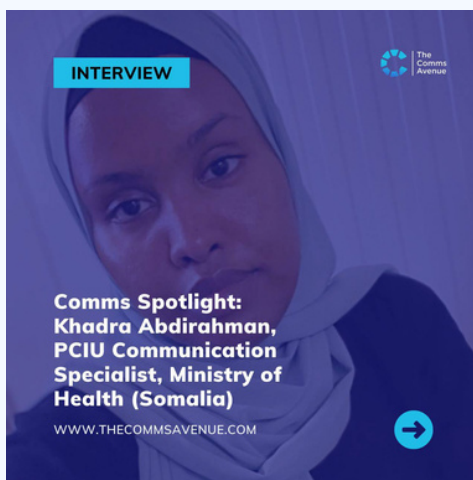 INTERVIEW
The
Comms
Avenue
Comms Spotlight:
Khadra Abdirahman,
PCIU Communication
Specialist, Ministry of
Health (Somalia)
WWW.THECOMMSAVENUE.COM